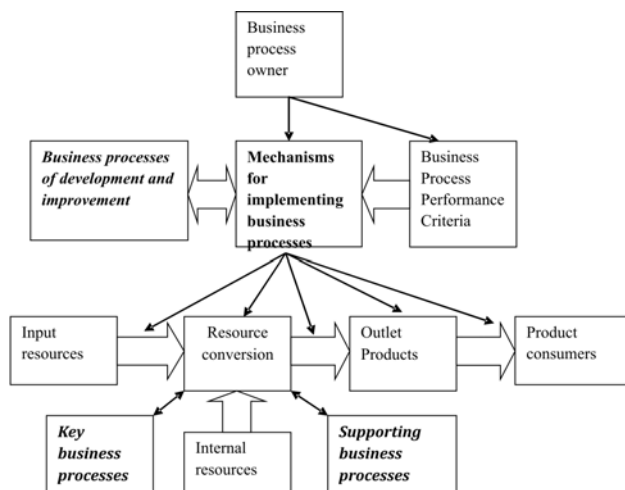 Business
process
owner
Business processes
of development and
improvement
Mechanisms
for
implementing
business
processes
Business
Process
Performance
Criteria
Input
resources
Resource
conversion
Outlet
Products
Product
consumers
Key
business
processes
Internal
resources
Supporting
business
processes